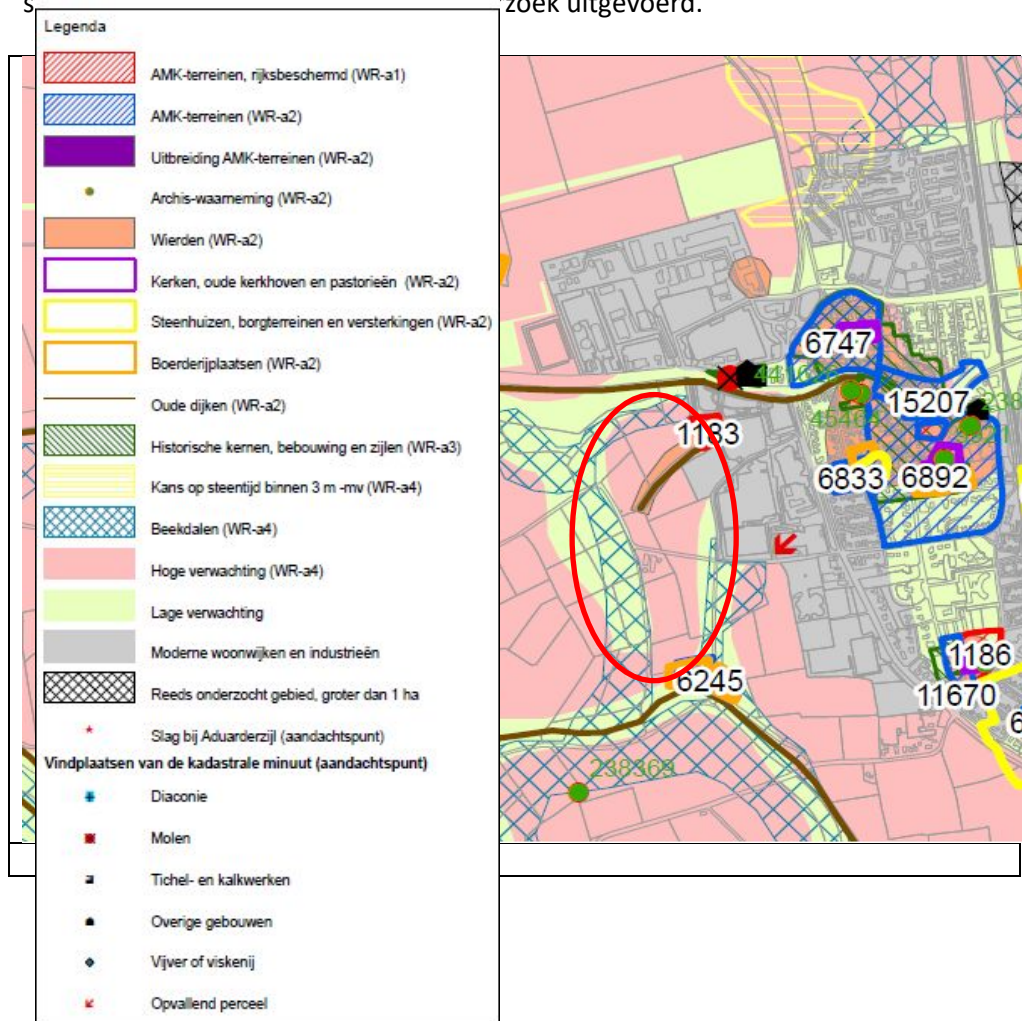 s
zoek uitgevoerd.
Legenda
AMK-terreinen, rijksbeschermd (WR-a1)
AMK-terreinen (WR-a2)
Uitbreiding AMK-terreinen (WR-a2)
Archis-waarneming (WR-a2)
Wierden (WR-a2)
Kerken, oude kerkhoven en pastorieën (WR-a2)
Steenhuizen, borgterreinen en versterkingen (WR-a2)
Boerderijplaatsen (WR-a2)
Oude dijken (WR-a2)
Historische kernen, bebouwing en zijlen (WR-a3)
Kans op steentijd binnen 3 m -mv (WR-a4)
Beekdalen (WR-a4)
Hoge verwachting (WR-a4)
Lage verwachting
Moderne woonwijken en industrieën
Reeds onderzocht gebied, groter dan 1 ha
Slag bij Aduarderzijl (aandachtspunt)
Vindplaatsen van de kadastrale minuut (aandachtspunt)
Diaconie
Molen
Tichel- en kalkwerken
Overige gebouwen
Vijver of viskenij
Opvallend perceel
6747
15207
1183
6833
6892
1186
6245
11670
6
238369